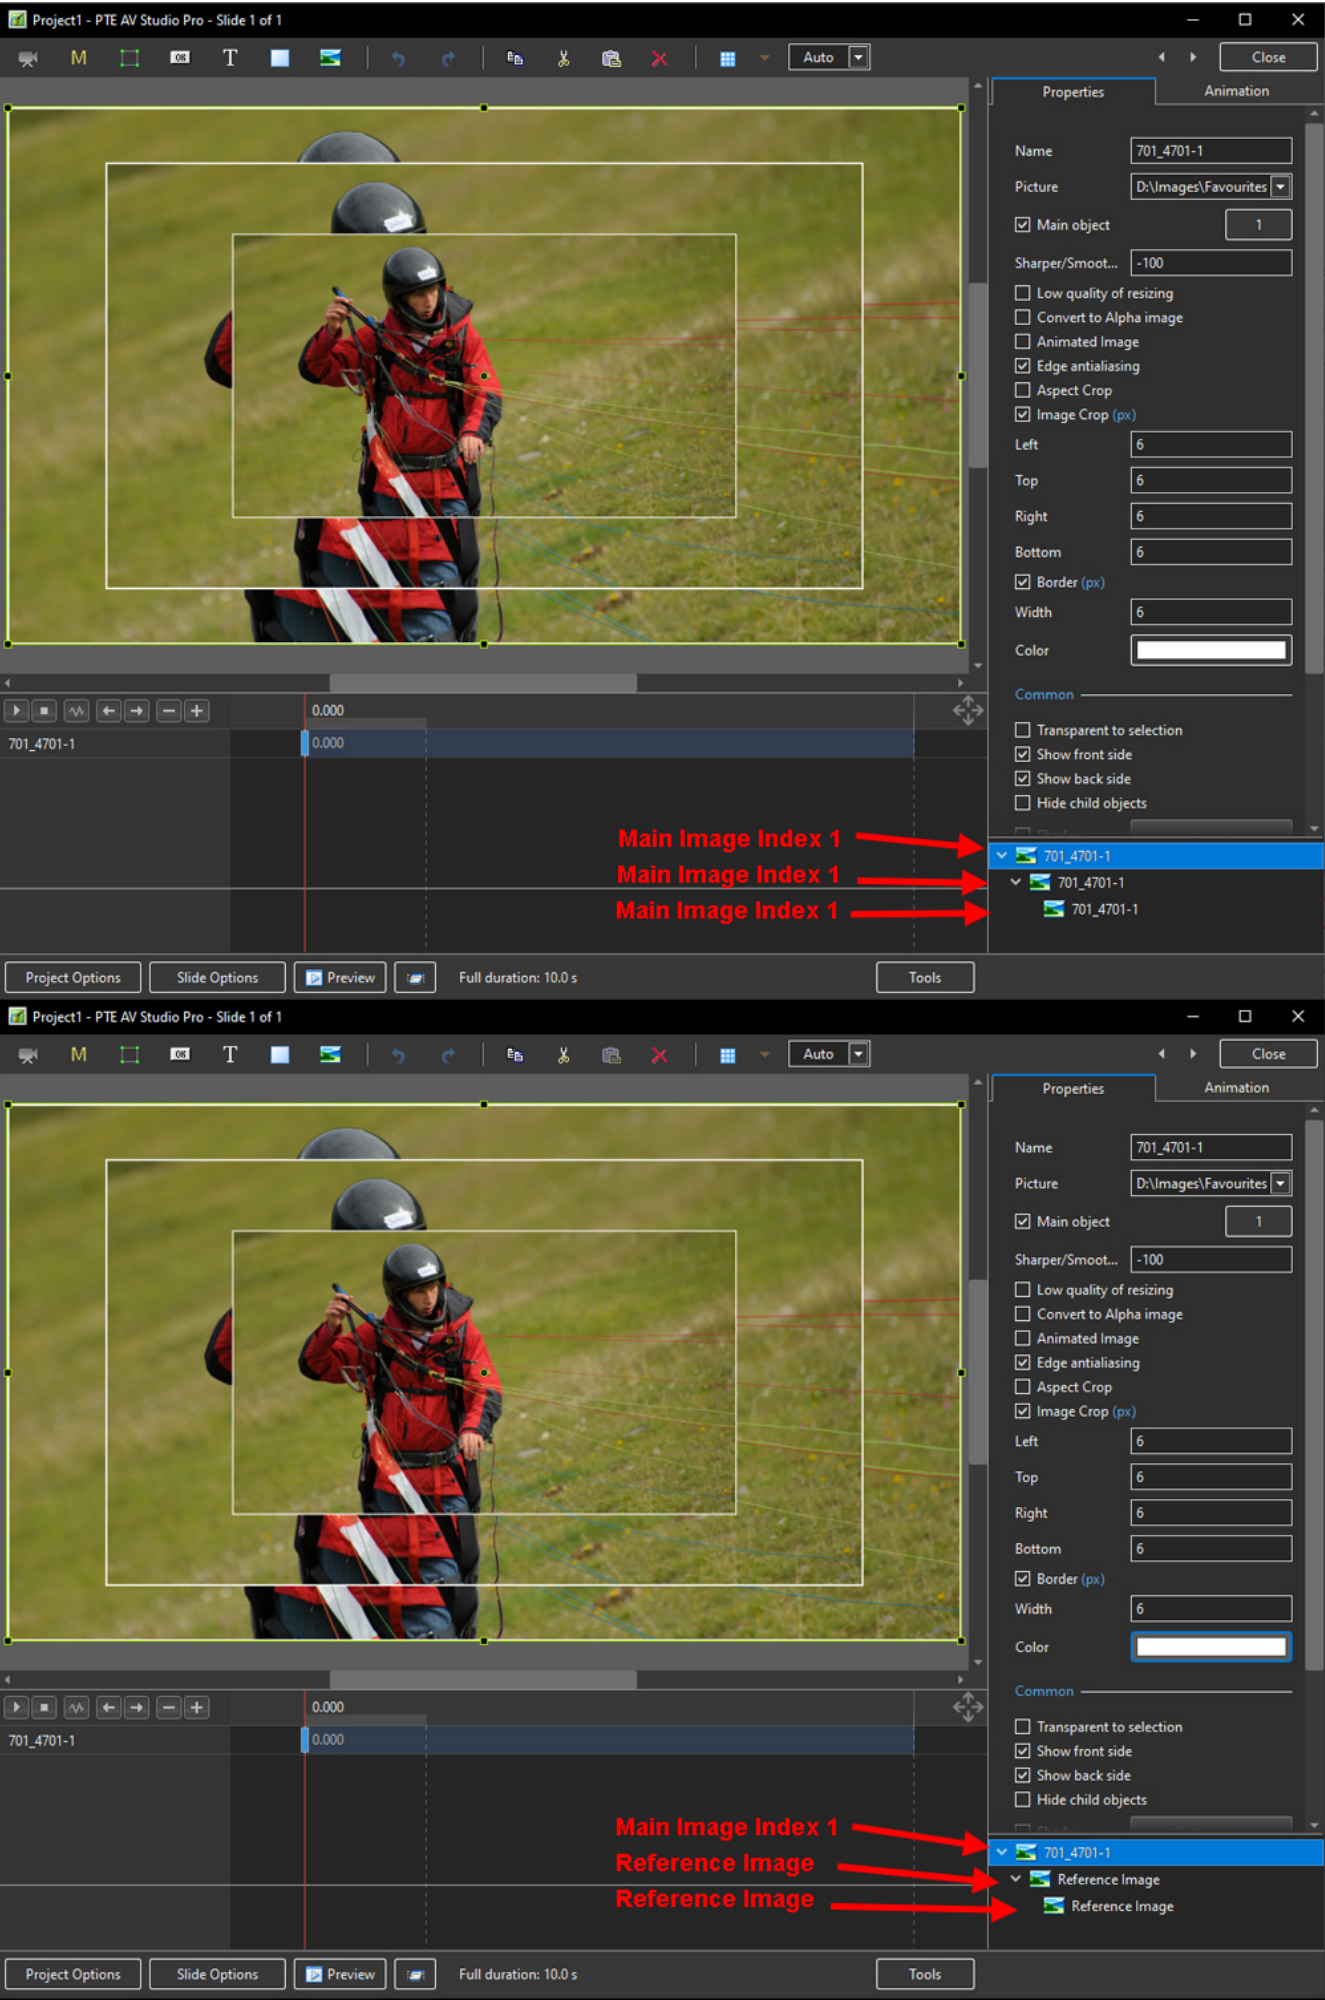 Project1 - PTE AV Studio Pro - Slide 1 of 1
M OK T Auto Close
Properties Animation
Name 701_4701-1
Picture D:\Images\Favourites
Main object 1
Sharper/Smoot... -100
Low quality of resizing
Convert to Alpha image
Animated Image
Edge antialiasing
Aspect Crop
Image Crop (px)
Left 6
Top 6
Right 6
Bottom 6
Border (px)
Width 6
Color
Common
Transparent to selection
Show front side
Show back side
Hide child objects
0.000
701_4701-1 0.000
Main Image Index 1 701_4701-1
Main Image Index 1 701_4701-1
Main Image Index 1 701_4701-1
Project Options Slide Options Preview Full duration: 10.0 s Tools
Project1 - PTE AV Studio Pro - Slide 1 of 1
M OK T Auto Close
Properties Animation
Name 701_4701-1
Picture D:\Images\Favourites
Main object 1
Sharper/Smoot... -100
Low quality of resizing
Convert to Alpha image
Animated Image
Edge antialiasing
Aspect Crop
Image Crop (px)
Left 6
Top 6
Right 6
Bottom 6
Border (px)
Width 6
Color
Common
Transparent to selection
Show front side
Show back side
Hide child objects
0.000
701_4701-1 0.000
Main Image Index 1 701_4701-1
Reference Image Reference Image
Reference Image Reference Image
Project Options Slide Options Preview Full duration: 10.0 s Tools